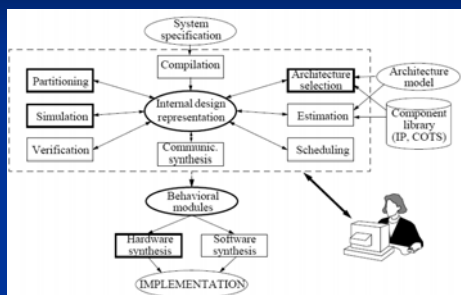 System
specification
Compilation
Partitioning
Architecture
selection
Architecture
model
Internal design
representation
Simulation
Estimation
Component
library
(IP, COTS)
Verification
Communic.
synthesis
Scheduling
Behavioral
modules
Hardware
synthesis
Software
synthesis
IMPLEMENTATION